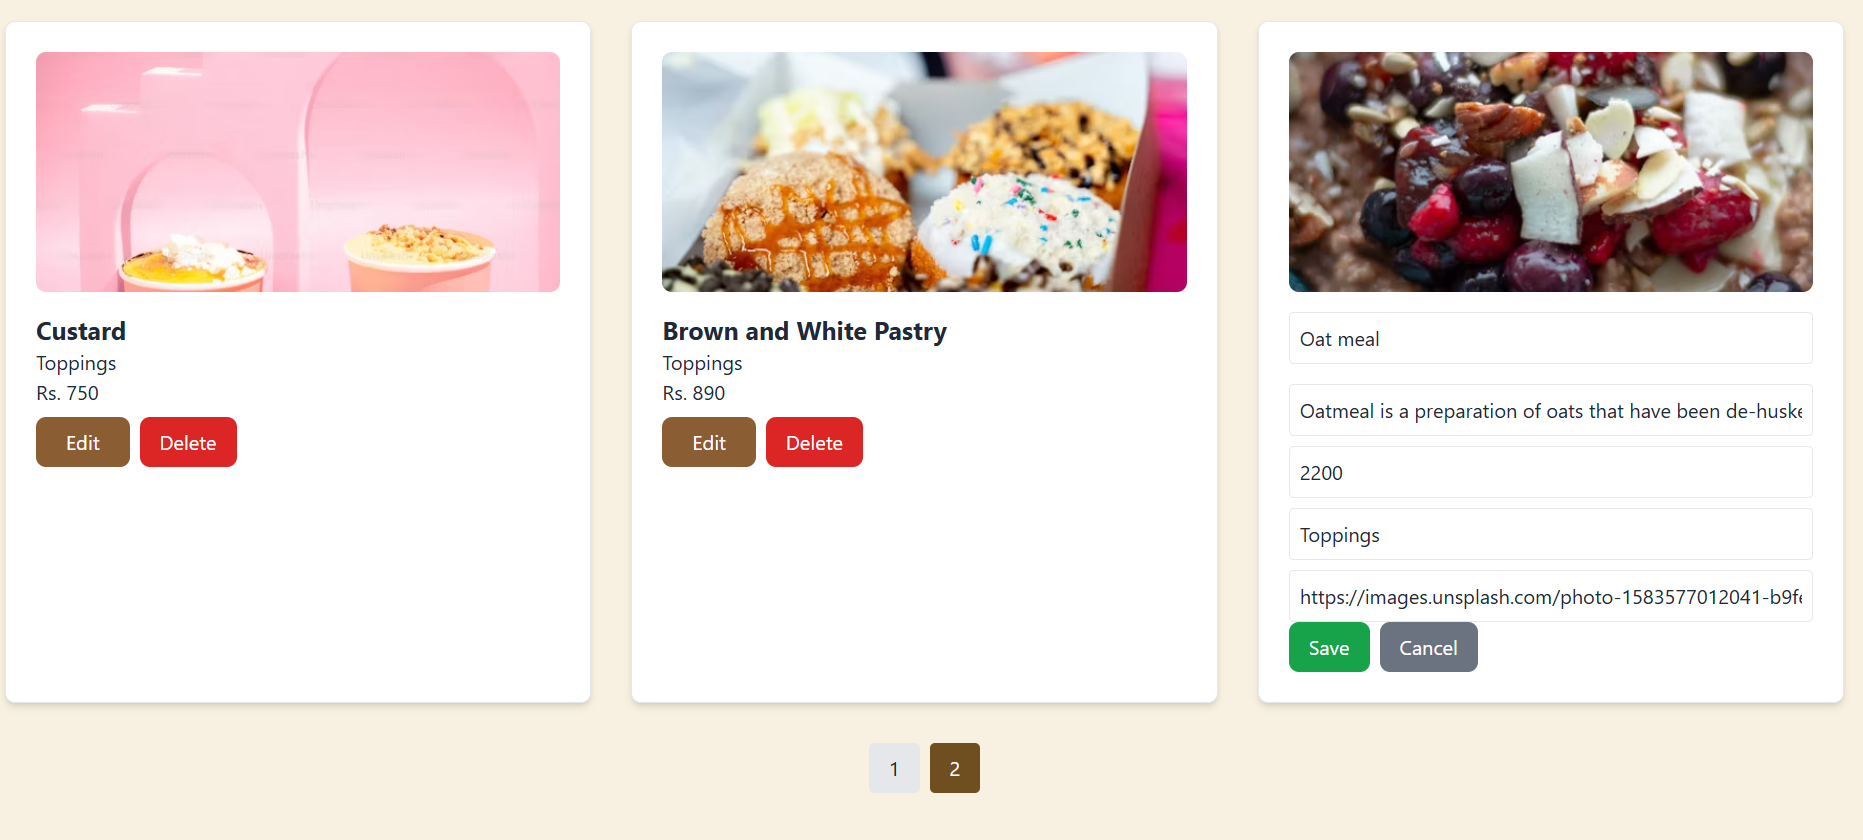 Custard
Toppings
Rs. 750
Edit Delete
Brown and White Pastry
Toppings
Rs. 890
Edit Delete
Oat meal
Oatmeal is a preparation of oats that have been de-huske
2200
Toppings
https://images.unsplash.com/photo-1583577012041-b9fe
Save Cancel
1 2